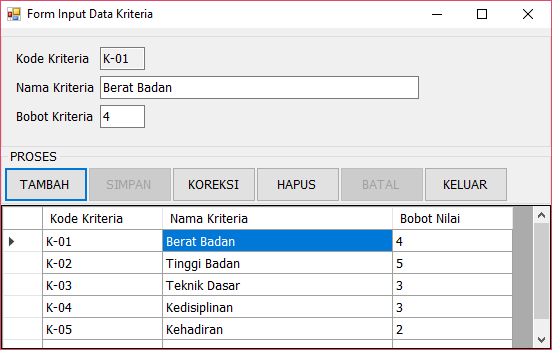 Form Input Data Kriteria
Kode Kriteria K-01
Nama Kriteria Berat Badan
Bobot Kriteria 4
PROSES
TAMBAH SIMPAN KOREKSI HAPUS BATAL KELUAR
Kode Kriteria Nama Kriteria Bobot Nilai
K-01 Berat Badan 4
K-02 Tinggi Badan 5
K-03 Teknik Dasar 3
K-04 Kedisiplinan 3
K-05 Kehadiran 2